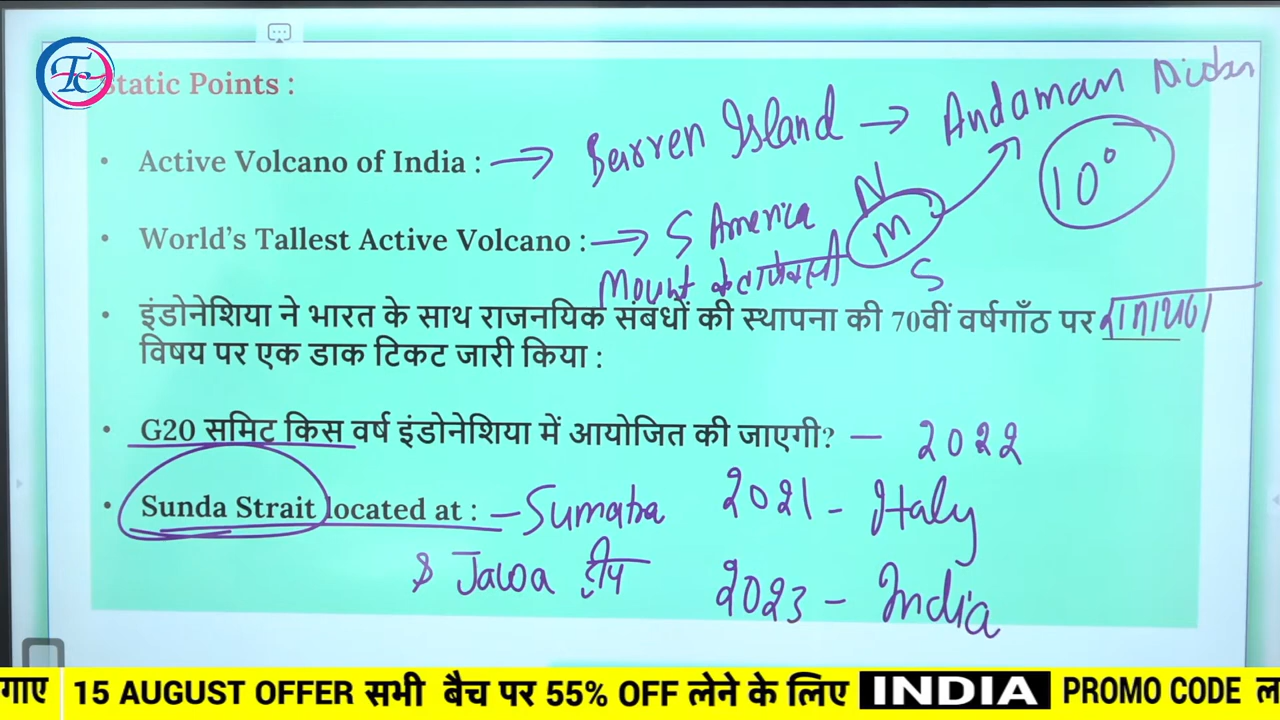 Static Points :
• Active Volcano of India : → Barren Island → Andaman
10°
• World's Tallest Active Volcano : → S America
N
M
S
Mount
• इंडोनेशिया ने भारत के साथ राजनयिक संबंधों की स्थापना की 70वीं वर्षगाँठ पर रामायण
विषय पर एक डाक टिकट जारी किया :
• G20 समिट किस वर्ष इंडोनेशिया में आयोजित की जाएगी? – 2022
• Sunda Strait located at : – Sumatra
& Jawa द्वीप
2021 - Italy
2023 - India
गाए 15 AUGUST OFFER सभी बैच पर 55% OFF लेने के लिए INDIA PROMO CODE ल